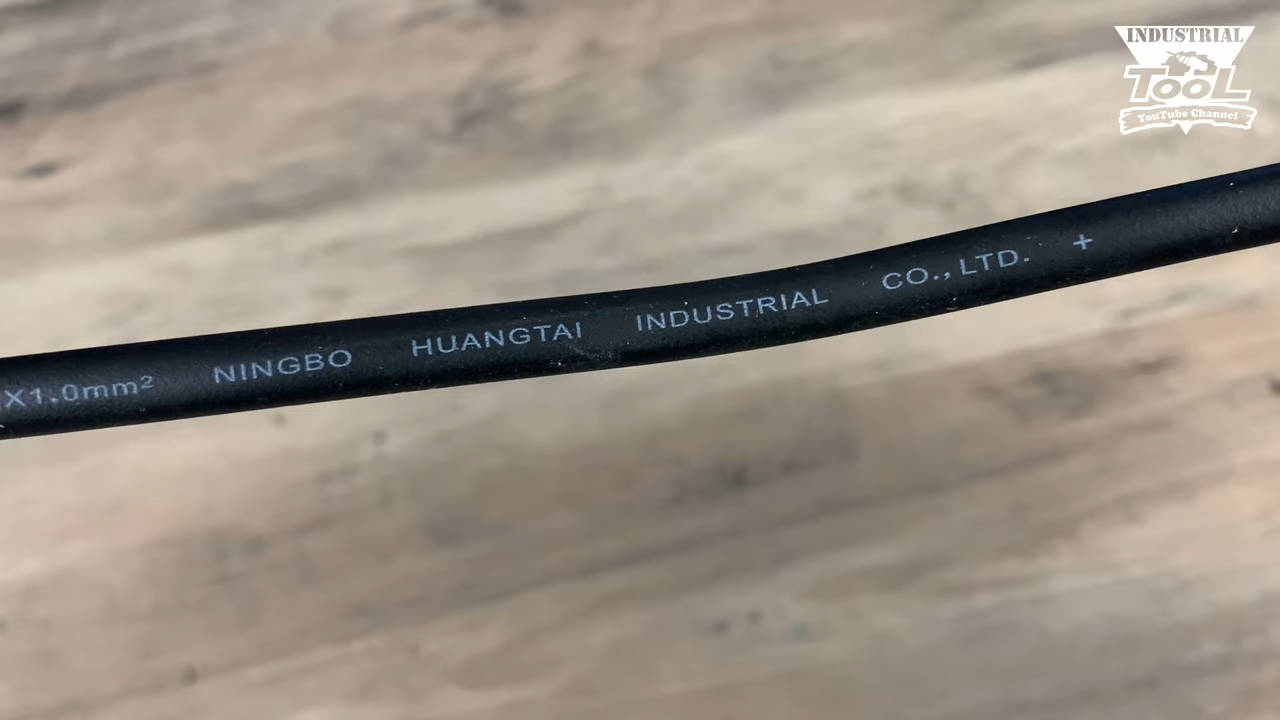 INDUSTRIAL
TOOL
YouTube Channel
X1.0mm² NINGBO HUANGTAI INDUSTRIAL CO., LTD. +